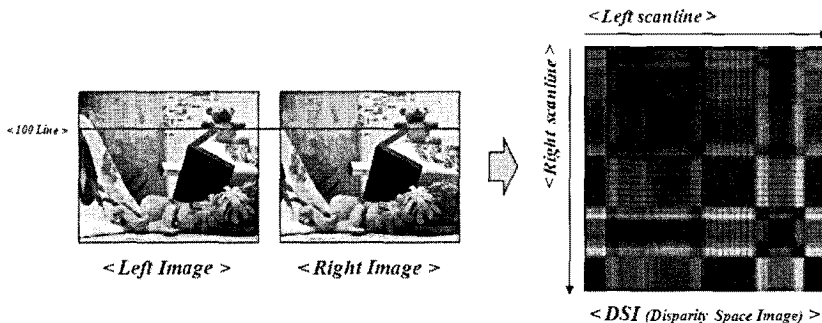 < Left scanline >
< Right scanline >
< 100 Line >
< Left Image >
< Right Image >
< DSI (Disparity Space Image) >